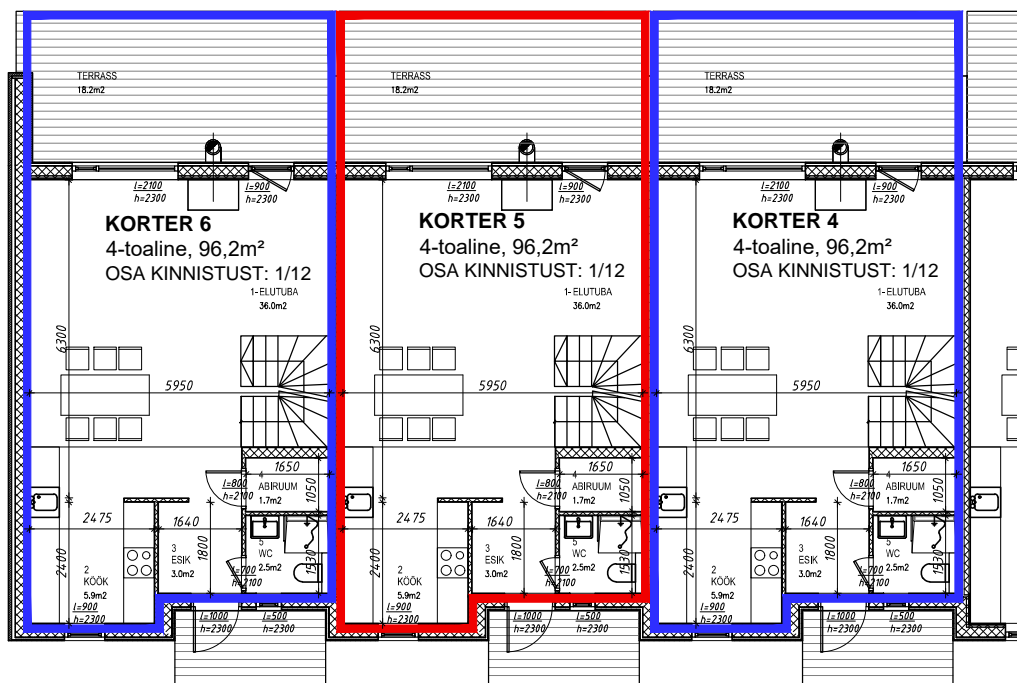 TERRASS
18.2m2
l=2100
h=2300
l=900
h=2300
KORTER 6
4-toaline, 96,2m²
OSA KINNISTUST: 1/12
1-ELUTUBA
36.0m2
6300
5950
1650
4
ABIRUUM
1.7m2
1050
l=800
h=2100
2475
1640
1800
2400
3
ESIK
3.0m2
5
WC
2.5m2
1530
l=700
h=2100
2
KÖÖK
5.9m2
l=900
h=2300
l=1000
h=2300
l=500
h=2300
TERRASS
18.2m2
l=2100
h=2300
l=900
h=2300
KORTER 5
4-toaline, 96,2m²
OSA KINNISTUST: 1/12
1-ELUTUBA
36.0m2
6300
5950
1650
4
ABIRUUM
1.7m2
1050
l=800
h=2100
2475
1640
1800
2400
3
ESIK
3.0m2
5
WC
2.5m2
1530
l=700
h=2100
2
KÖÖK
5.9m2
l=900
h=2300
l=1000
h=2300
l=500
h=2300
TERRASS
18.2m2
l=2100
h=2300
l=900
h=2300
KORTER 4
4-toaline, 96,2m²
OSA KINNISTUST: 1/12
1-ELUTUBA
36.0m2
6300
5950
1650
4
ABIRUUM
1.7m2
1050
l=800
h=2100
2475
1640
1800
2400
3
ESIK
3.0m2
5
WC
2.5m2
1530
l=700
h=2100
2
KÖÖK
5.9m2
l=900
h=2300
l=1000
h=2300
l=500
h=2300